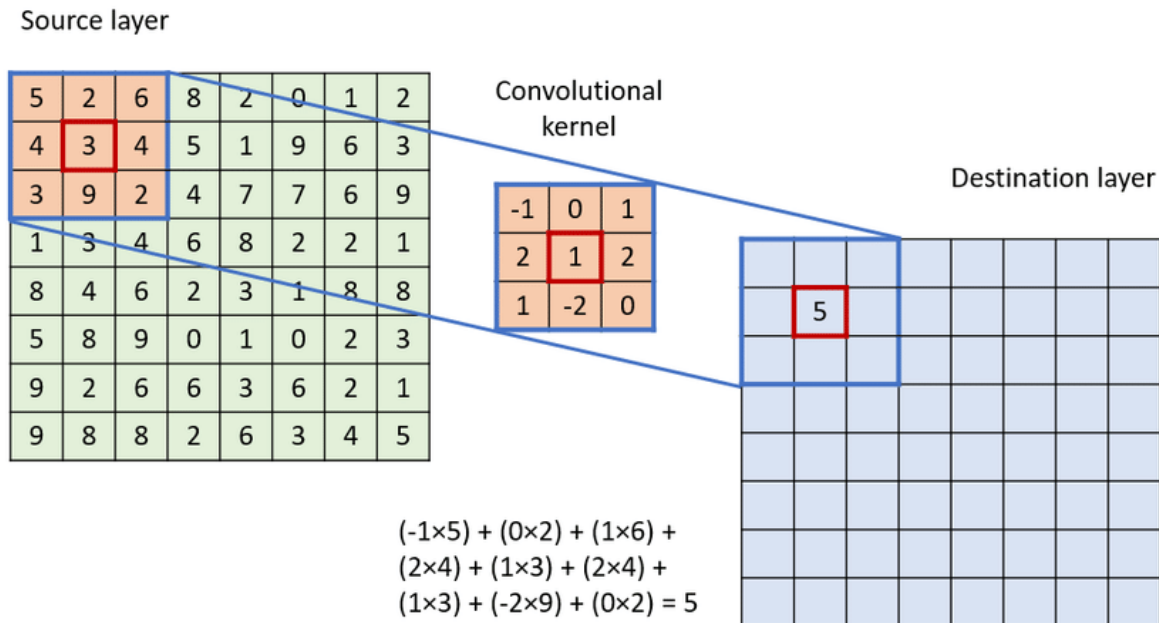 Source layer
5 2 6 8 2 0 1 2
4 3 4 5 1 9 6 3
3 9 2 4 7 7 6 9
1 3 4 6 8 2 2 1
8 4 6 2 3 1 8 8
5 8 9 0 1 0 2 3
9 2 6 6 3 6 2 1
9 8 8 2 6 3 4 5
Convolutional
kernel
-1 0 1
2 1 2
1 -2 0
Destination layer
5
(-1×5) + (0×2) + (1×6) +
(2×4) + (1×3) + (2×4) +
(1×3) + (-2×9) + (0×2) = 5